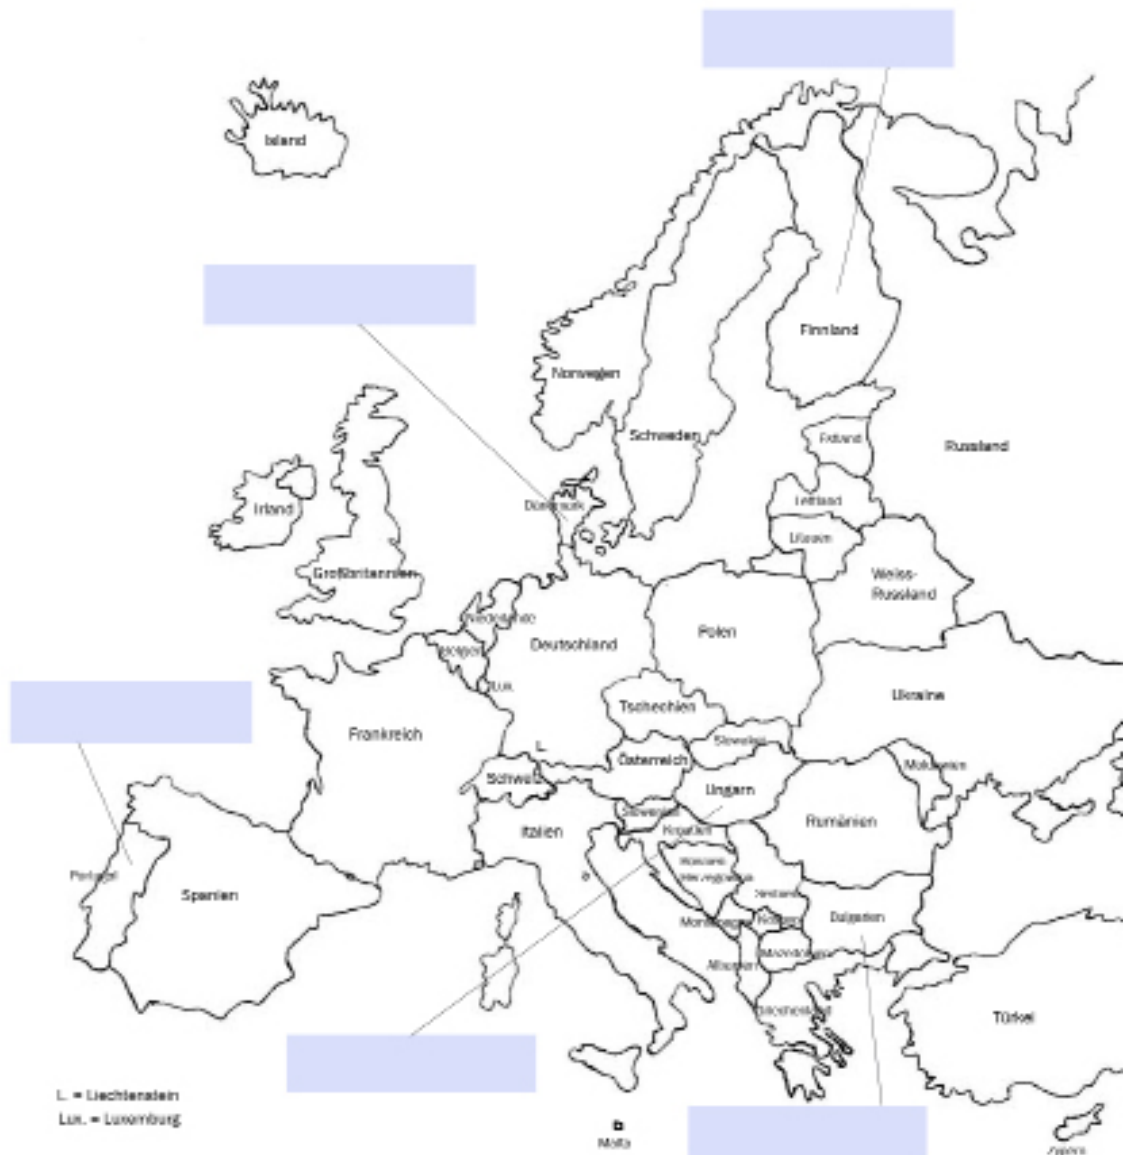 Island
Finnland
Norwegen
Schweden
Estland
Russland
Lettland
Irland
Dänemark
Litauen
Großbritannien
Weiss-
Russland
Niederlande
Polen
Deutschland
Belgien
Lux.
Ukraine
Tschechien
Frankreich
L.
Slowakei
Österreich
Moldawien
Schweiz
Ungarn
Slowenien
Rumänien
Italien
Kroatien
Bosnien
Herzegowina
Portugal
Spanien
Serbien
Bulgarien
Montenegro
Kosovo
Mazedonien
Albanien
Griechenland
Türkei
L. = Liechtenstein
Lux. = Luxemburg
Malta
Zypern